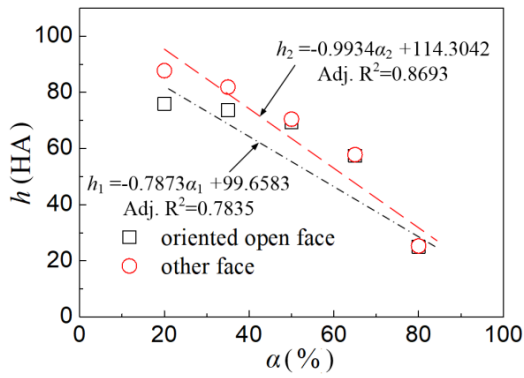 100
80
60
40
20
0
h (HA)
h₂ =-0.9934α₂ +114.3042
Adj. R²=0.8693
h₁ =-0.7873α₁ +99.6583
Adj. R²=0.7835
oriented open face
other face
0 20 40 60 80 100
α(%)